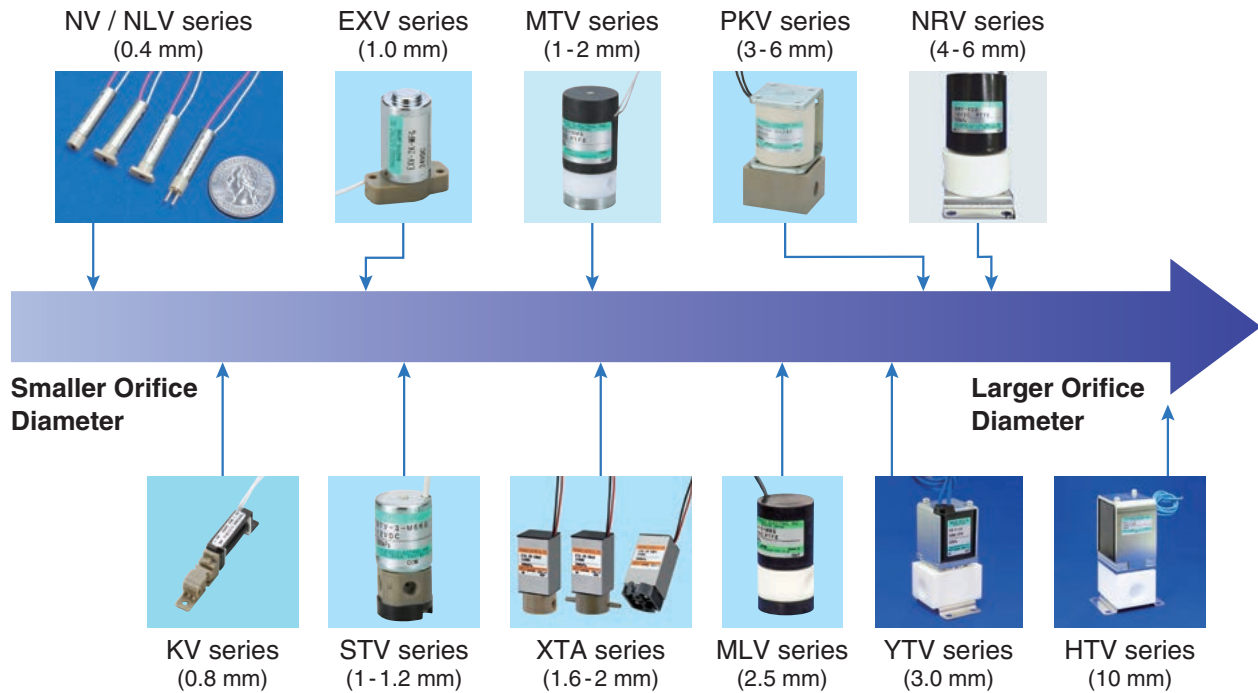 NV / NLV series
(0.4 mm)
EXV series
(1.0 mm)
MTV series
(1-2 mm)
PKV series
(3-6 mm)
NRV series
(4-6 mm)
Smaller Orifice
Diameter
Larger Orifice
Diameter
KV series
(0.8 mm)
STV series
(1-1.2 mm)
XTA series
(1.6-2 mm)
MLV series
(2.5 mm)
YTV series
(3.0 mm)
HTV series
(10 mm)